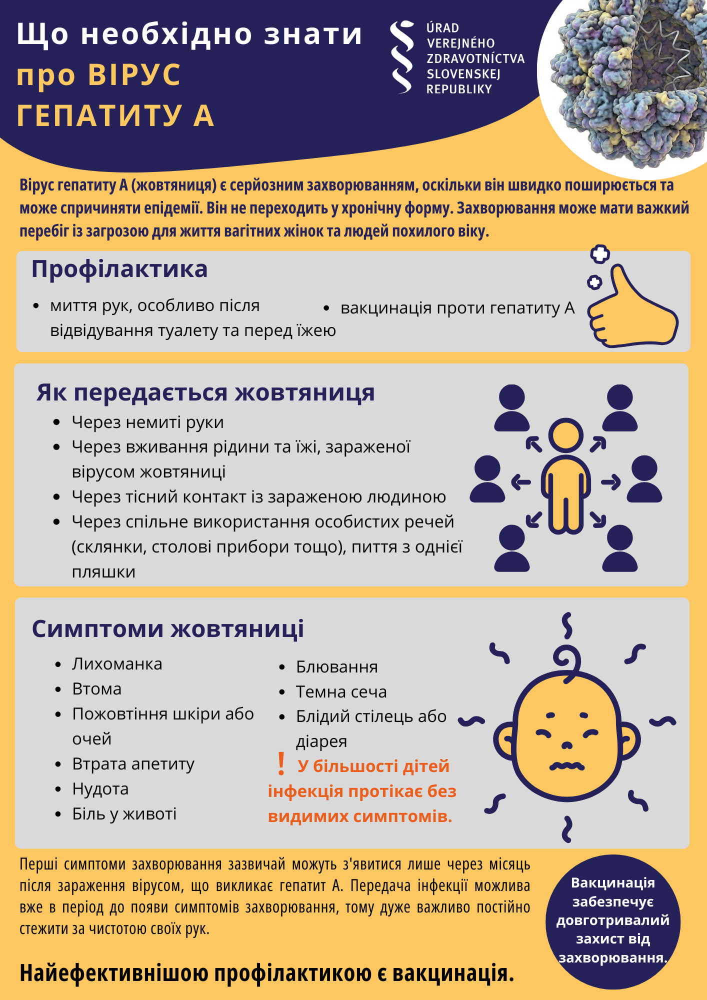 Що необхідно знати
про ВІРУС
ГЕПАТИТУ А
ÚRAD
VEREJNÉHO
ZDRAVOTNÍCTVA
SLOVENSKEJ
REPUBLIKY
Вірус гепатиту А (жовтяниця) є серйозним захворюванням, оскільки він швидко поширюється та
може спричиняти епідемії. Він не переходить у хронічну форму. Захворювання може мати важкий
перебіг із загрозою для життя вагітних жінок та людей похилого віку.
Профілактика
• миття рук, особливо після
відвідування туалету та перед їжею
• вакцинація проти гепатиту А
Як передається жовтяниця
• Через немиті руки
• Через вживання рідини та їжі, зараженої
вірусом жовтяниці
• Через тісний контакт із зараженою людиною
• Через спільне використання особистих речей
(склянки, столові прибори тощо), пиття з однієї
пляшки
Симптоми жовтяниці
• Лихоманка
• Втома
• Пожовтіння шкіри або
очей
• Втрата апетиту
• Нудота
• Біль у животі
• Блювання
• Темна сеча
• Блідий стілець або
діарея
! У більшості дітей
інфекція протікає без
видимих симптомів.
Перші симптоми захворювання зазвичай можуть з'явитися лише через місяць
після зараження вірусом, що викликає гепатит А. Передача інфекції можлива
вже в період до появи симптомів захворювання, тому дуже важливо постійно
стежити за чистотою своїх рук.
Вакцинація
забезпечує
довготривалий
захист від
захворювання.
Найефективнішою профілактикою є вакцинація.